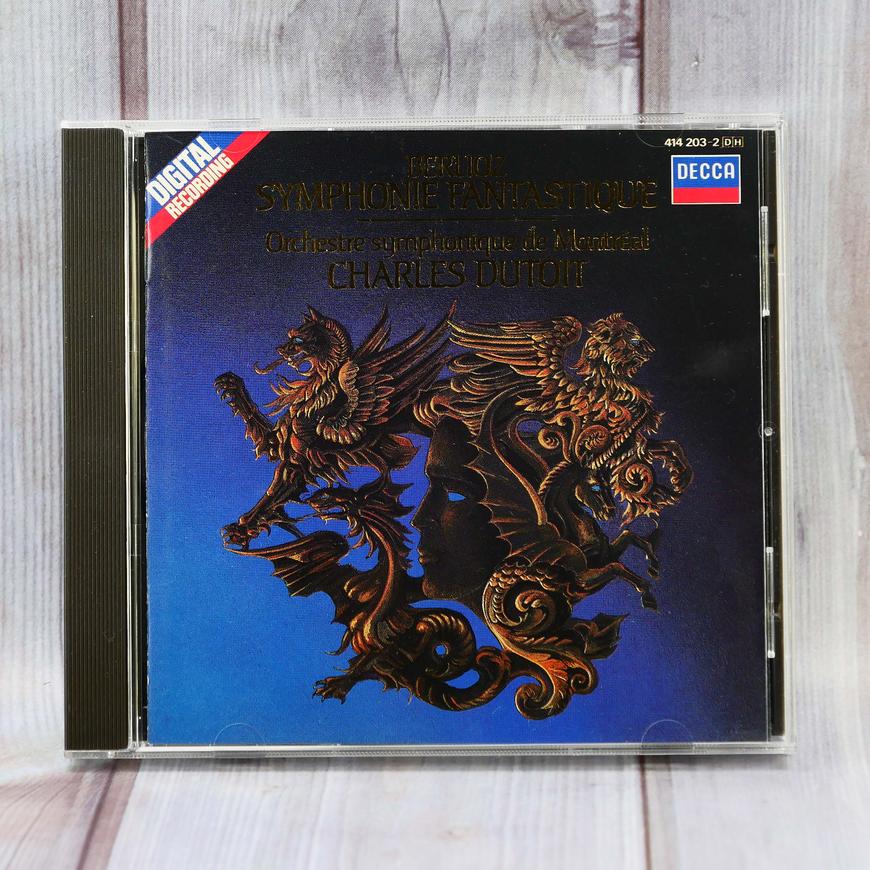 DIGITAL
RECORDING
414 203-2 DH
DECCA
BERLIOZ
SYMPHONIE FANTASTIQUE
Orchestre symphonique de Montréal
CHARLES DUTOIT